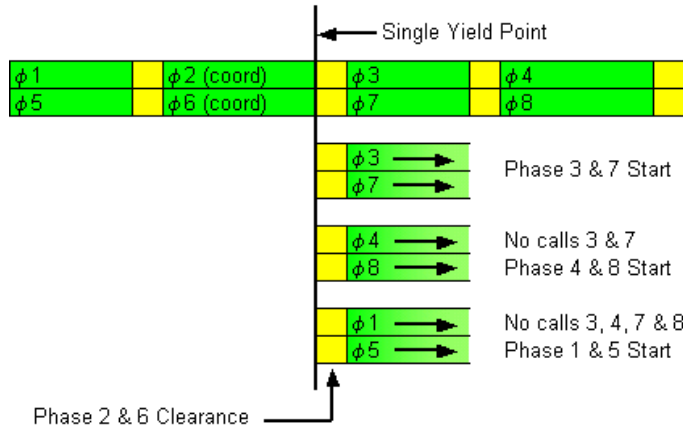 Single Yield Point
ϕ1 ϕ2 (coord) ϕ3 ϕ4
ϕ5 ϕ6 (coord) ϕ7 ϕ8
ϕ3
ϕ7
Phase 3 & 7 Start
ϕ4
ϕ8
No calls 3 & 7
Phase 4 & 8 Start
ϕ1
ϕ5
No calls 3, 4, 7 & 8
Phase 1 & 5 Start
Phase 2 & 6 Clearance